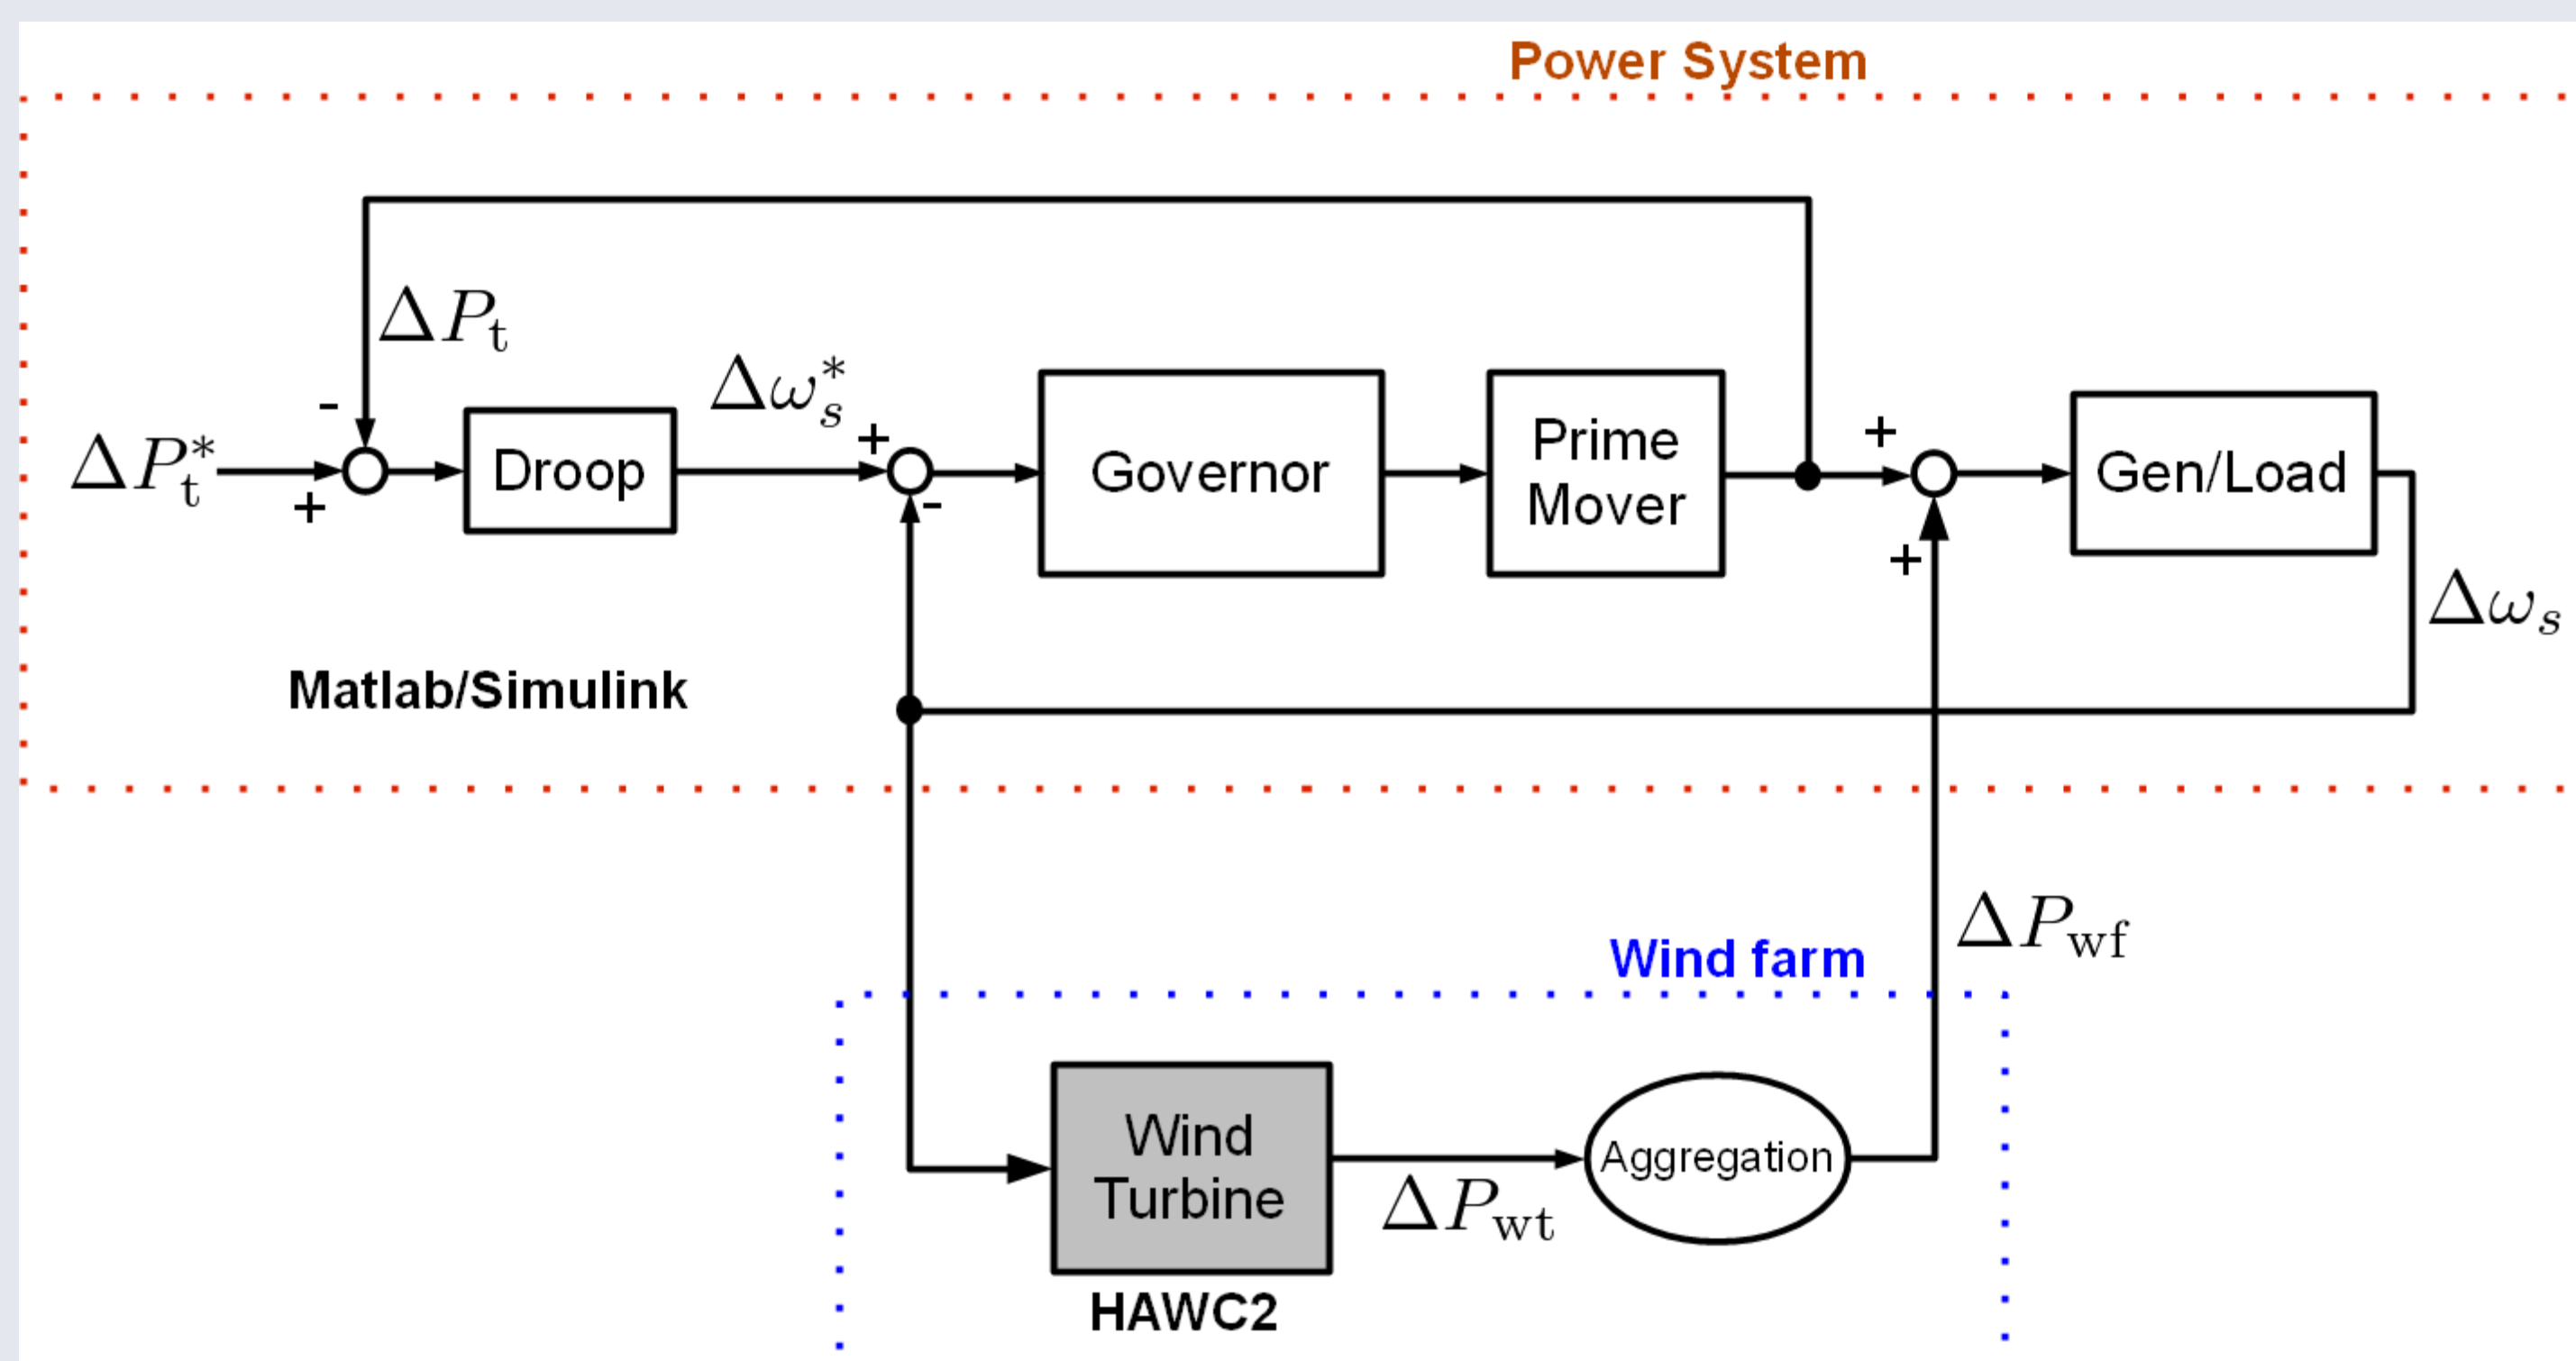 Power System
ΔP_t
Δω_s^*
-
+
+
ΔP_t^*
+
Droop
-
Governor
Prime
Mover
+
Gen/Load
Δω_s
Matlab/Simulink
ΔP_wf
Wind farm
Wind
Turbine
ΔP_wt
Aggregation
HAWC2